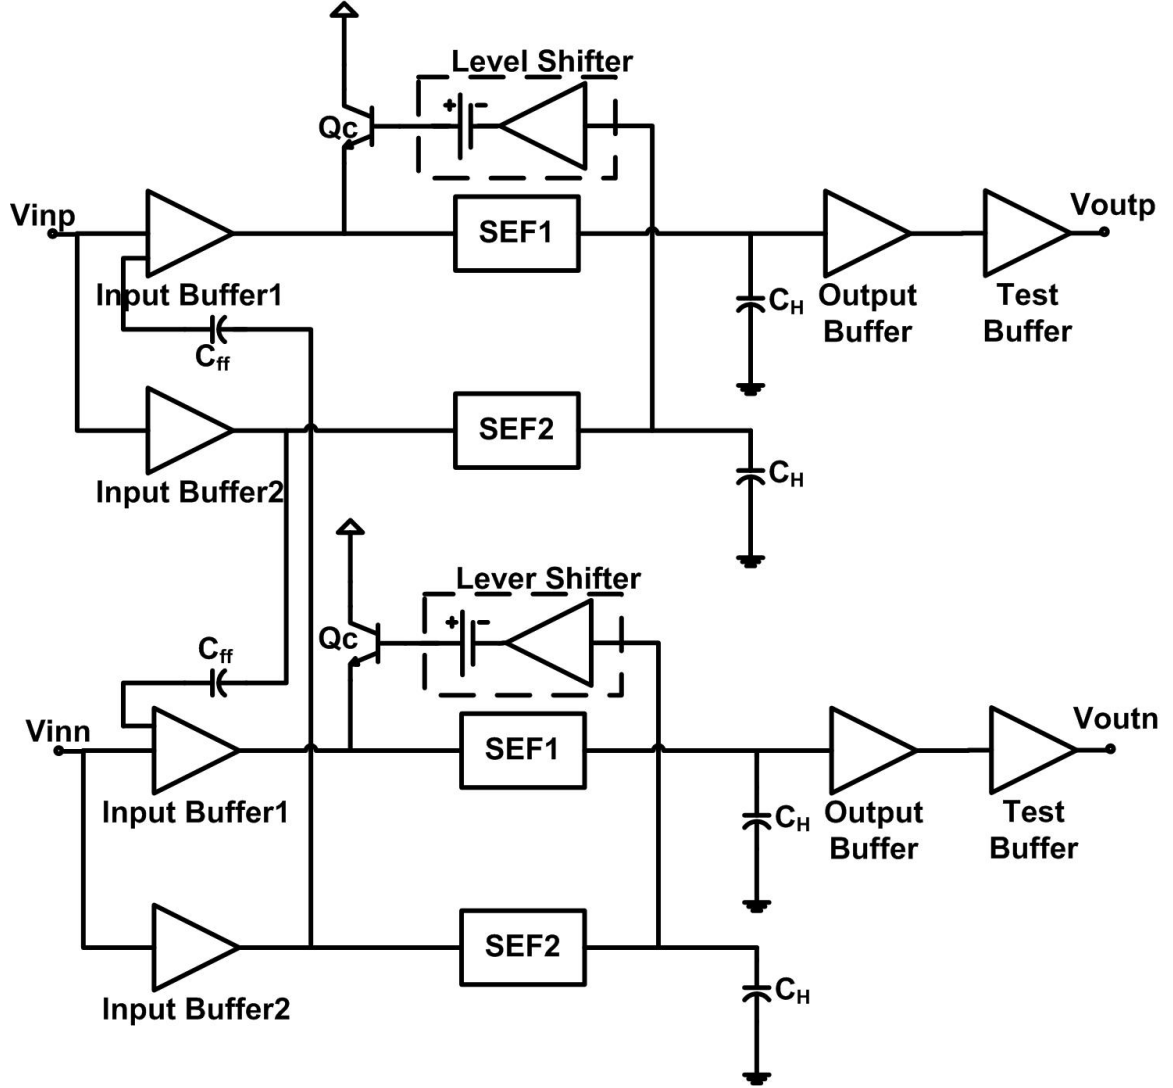 Level Shifter
+ -
Qc
Vinp
SEF1
Voutp
Input Buffer1
CH
Output
Buffer
Test
Buffer
Cff
SEF2
Input Buffer2
CH
Lever Shifter
+ -
Qc
Cff
Vinn
SEF1
Voutn
Input Buffer1
CH
Output
Buffer
Test
Buffer
SEF2
Input Buffer2
CH